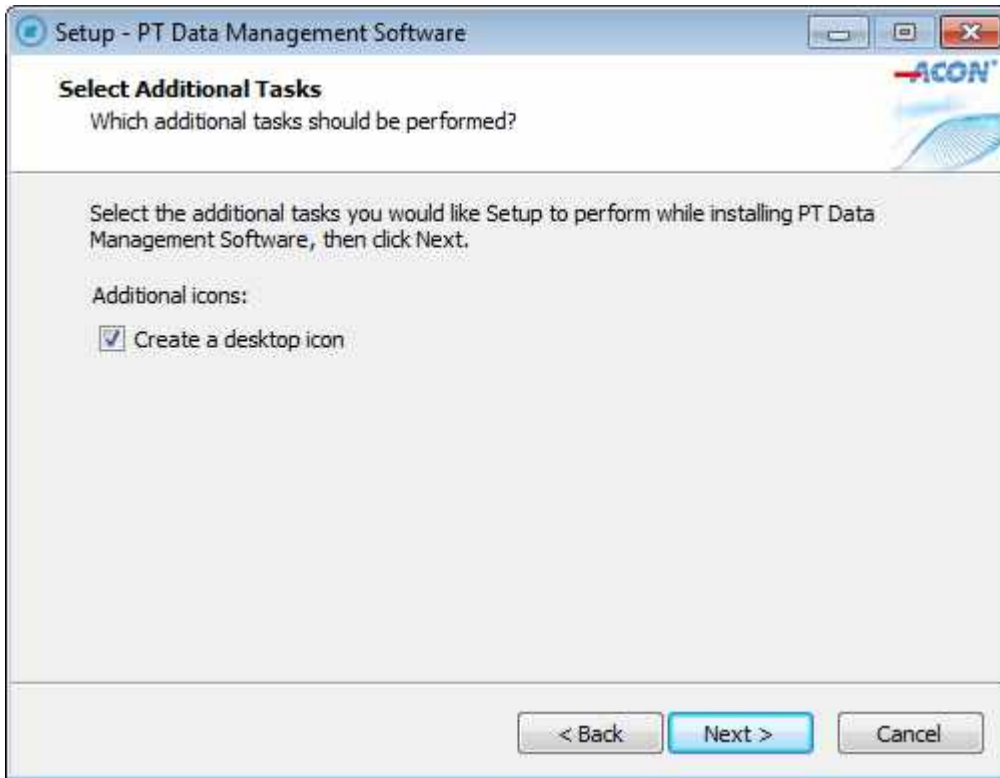 Setup - PT Data Management Software
ACON
Select Additional Tasks
Which additional tasks should be performed?
Select the additional tasks you would like Setup to perform while installing PT Data
Management Software, then click Next.
Additional icons:
Create a desktop icon
< Back
Next >
Cancel